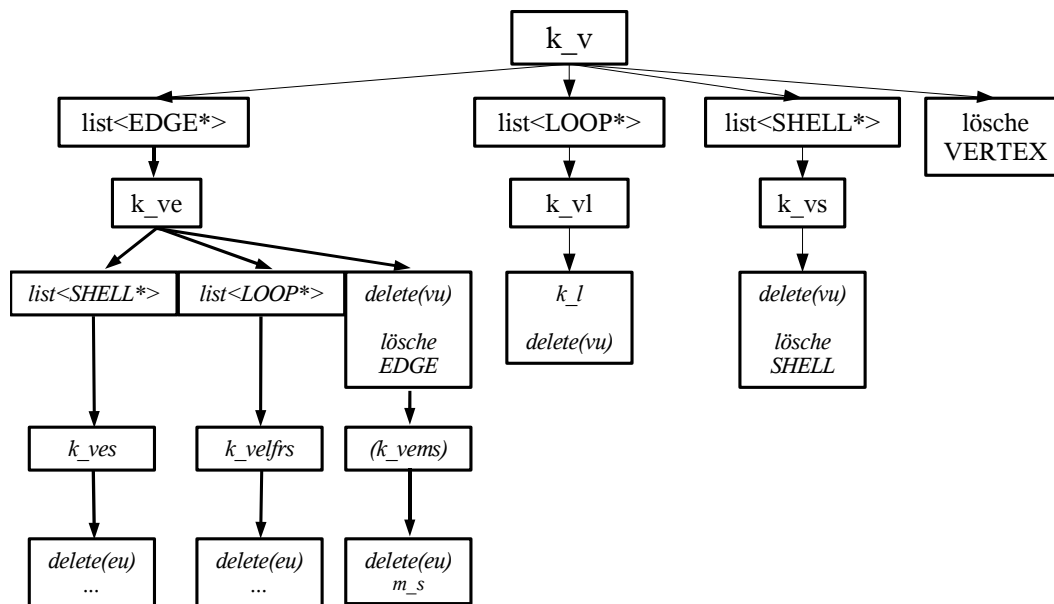 k_v
list<EDGE*>
list<LOOP*>
list<SHELL*>
lösche
VERTEX
k_ve
k_vl
k_vs
list<SHELL*>
list<LOOP*>
delete(vu)
lösche
EDGE
k_l
delete(vu)
delete(vu)
lösche
SHELL
k_ves
k_velfrs
(k_vems)
delete(eu)
...
delete(eu)
...
delete(eu)
m_s